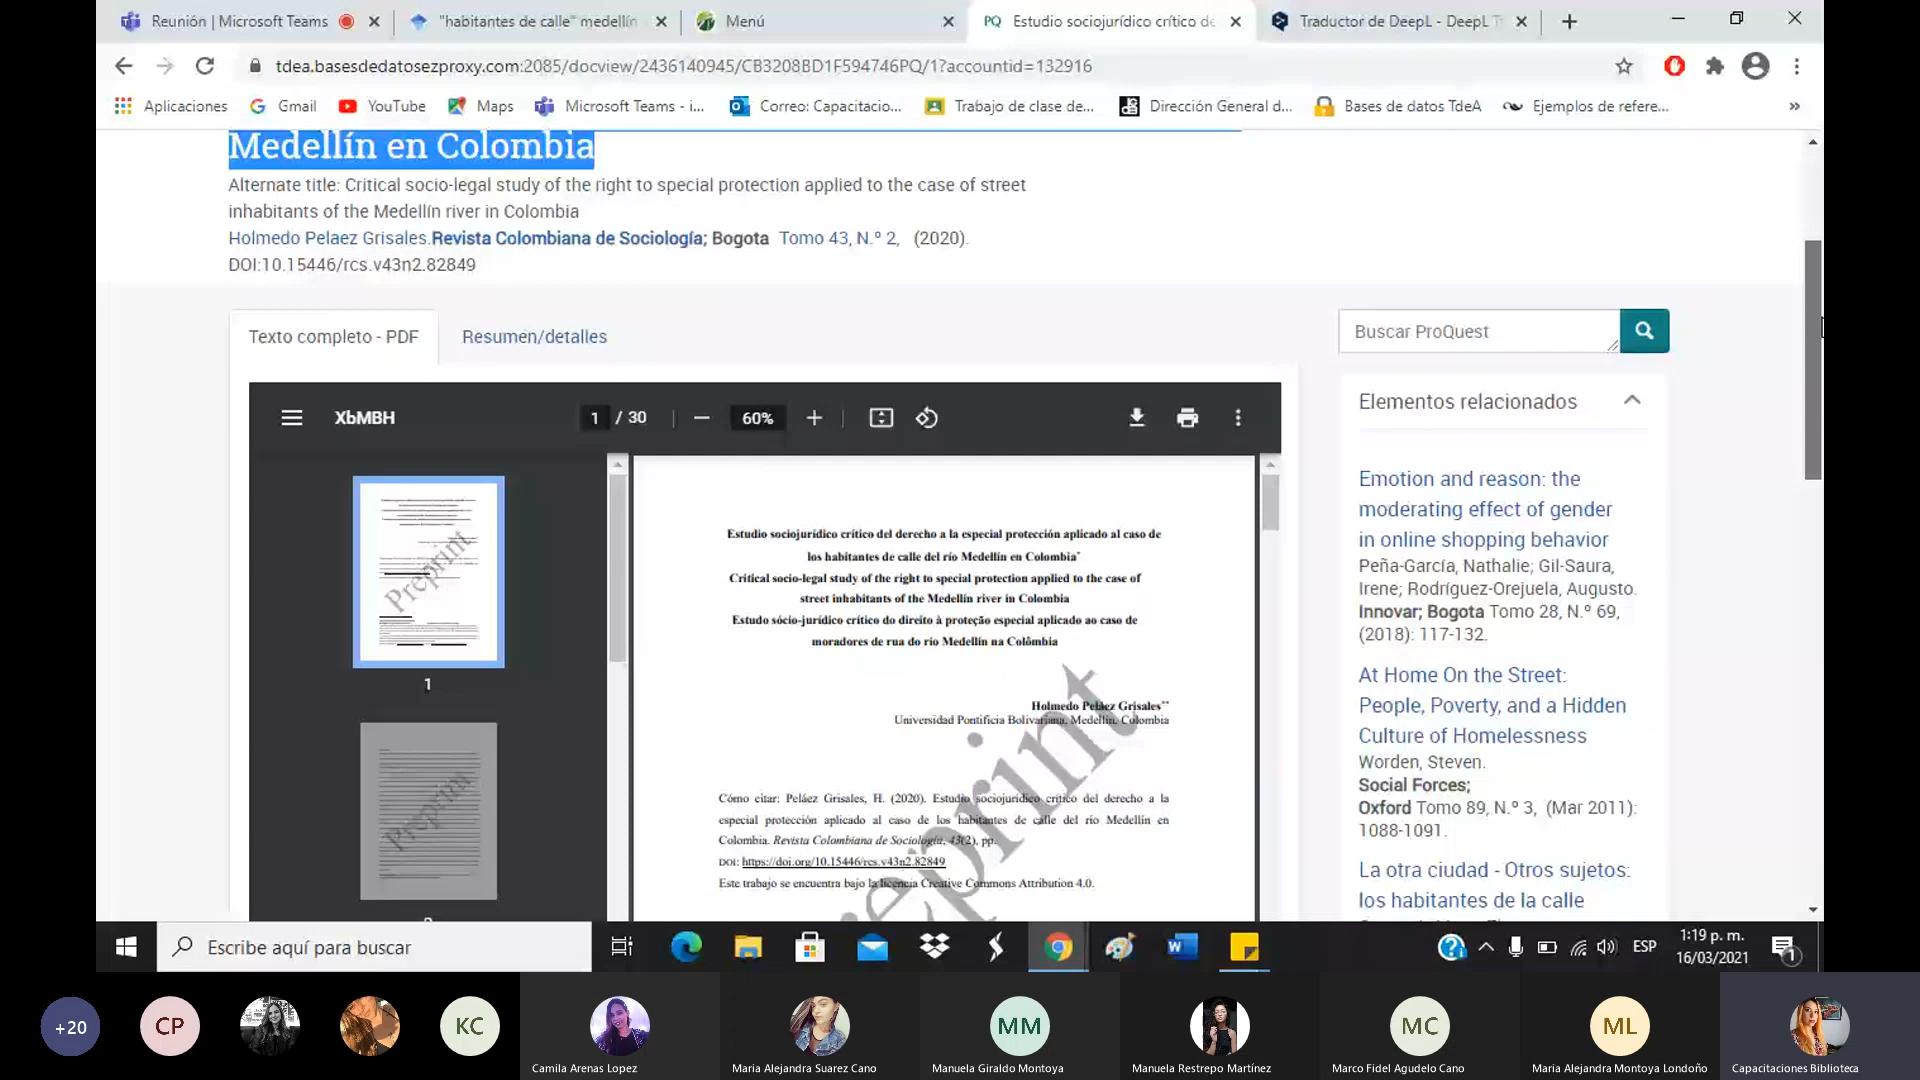 Reunión | Microsoft Teams
"habitantes de calle" medellín
Menú
Estudio sociojurídico crítico de
Traductor de DeepL - DeepL T
tdea.basesdedatosezproxy.com:2085/docview/2436140945/CB3208BD1F594746PQ/1?accountid=132916
Aplicaciones
Gmail
YouTube
Maps
Microsoft Teams - i...
Correo: Capacitacio...
Trabajo de clase de...
Dirección General d...
Bases de datos TdeA
Ejemplos de refere...
»
Medellín en Colombia
Alternate title: Critical socio-legal study of the right to special protection applied to the case of street
inhabitants of the Medellín river in Colombia
Holmedo Pelaez Grisales.Revista Colombiana de Sociología; Bogota Tomo 43, N.º 2, (2020).
DOI:10.15446/rcs.v43n2.82849
Texto completo - PDF
Resumen/detalles
Buscar ProQuest
XbMBH
1 / 30
60%
Preprint
1
Preprint
Estudio sociojurídico crítico del derecho a la especial protección aplicado al caso de
los habitantes de calle del río Medellín en Colombia*
Critical socio-legal study of the right to special protection applied to the case of
street inhabitants of the Medellín river in Colombia
Estudo sócio-jurídico crítico do direito à proteção especial aplicado ao caso de
moradores de rua do rio Medellín na Colômbia
Holmedo Peláez Grisales**
Universidad Pontificia Bolivariana, Medellín, Colombia
Cómo citar: Peláez Grisales, H. (2020). Estudio sociojurídico crítico del derecho a la
especial protección aplicado al caso de los habitantes de calle del río Medellín en
Colombia. Revista Colombiana de Sociología, 43(2), pp.
DOI: https://doi.org/10.15446/rcs.v43n2.82849
Este trabajo se encuentra bajo la licencia Creative Commons Attribution 4.0.
eprint
Elementos relacionados
Emotion and reason: the
moderating effect of gender
in online shopping behavior
Peña-García, Nathalie; Gil-Saura,
Irene; Rodríguez-Orejuela, Augusto.
Innovar; Bogota Tomo 28, N.º 69,
(2018): 117-132.
At Home On the Street:
People, Poverty, and a Hidden
Culture of Homelessness
Worden, Steven.
Social Forces;
Oxford Tomo 89, N.º 3, (Mar 2011):
1088-1091.
La otra ciudad - Otros sujetos:
los habitantes de la calle
Escribe aquí para buscar
ESP
1:19 p. m.
16/03/2021
1
+20
CP
KC
MM
MC
ML
Camila Arenas Lopez
Maria Alejandra Suarez Cano
Manuela Giraldo Montoya
Manuela Restrepo Martínez
Marco Fidel Agudelo Cano
Maria Alejandra Montoya Londoño
Capacitaciones Biblioteca